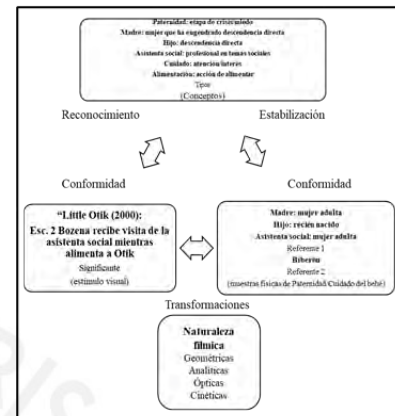 Paternidad: etapa de crisis/miedo
Madre: mujer que ha engendrado descendencia directa
Hijo: descendencia directa
Asistenta social: profesional en temas sociales
Cuidado: atención/interés
Alimentación: acción de alimentar
Tipos
(Conceptos)
Reconocimiento
Estabilización
Conformidad
Conformidad
“Little Otik (2000):
Esc. 2 Bozena recibe visita de la
asistenta social mientras
alimenta a Otik
Significante
(estímulo visual)
Madre: mujer adulta
Hijo: recién nacido
Asistenta social: mujer adulta
Referente 1
Biberón
Referente 2
(muestras físicas de Paternidad/Cuidado del bebé)
Transformaciones
Naturaleza
fílmica
Geométricas
Analíticas
Ópticas
Cinéticas